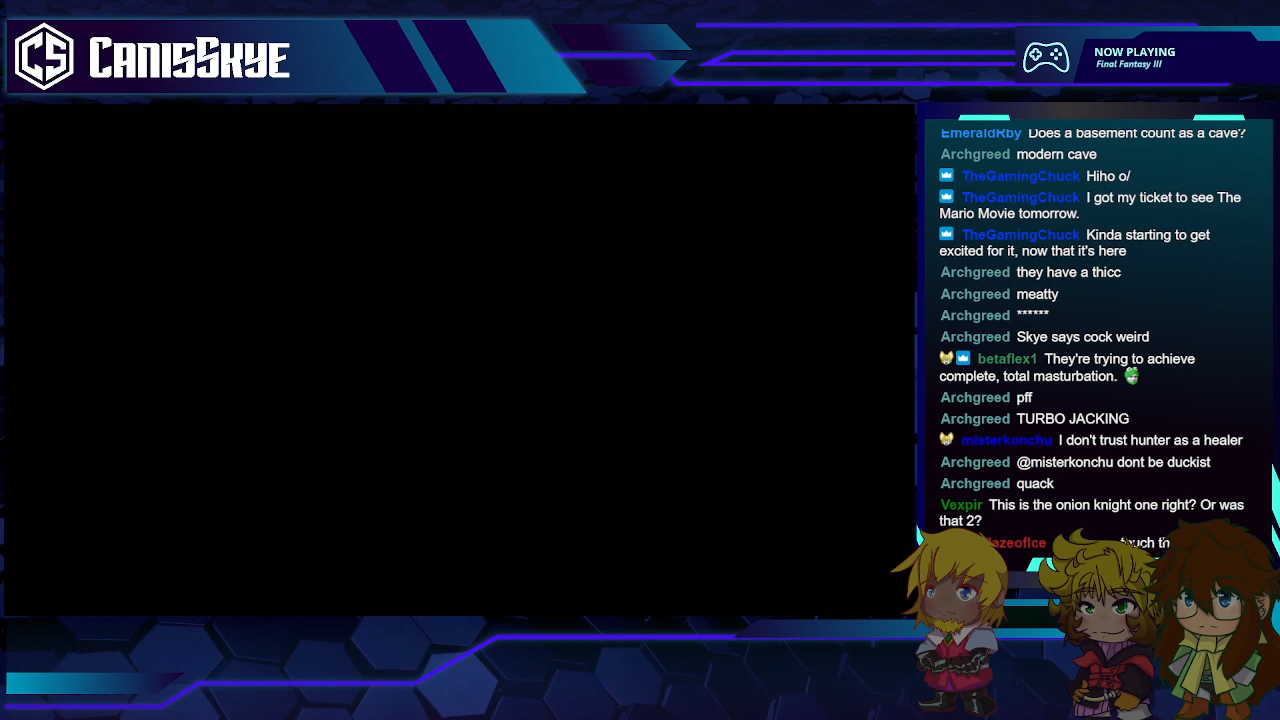 CS CanisSkye
NOW PLAYING
Final Fantasy III
EmeraldRby Does a basement count as a cave?
Archgreed modern cave
TheGamingChuck Hiho o/
TheGamingChuck I got my ticket to see The
Mario Movie tomorrow.
TheGamingChuck Kinda starting to get
excited for it, now that it's here
Archgreed they have a thicc
Archgreed meatty
Archgreed ******
Archgreed Skye says cock weird
betaflex1 They're trying to achieve
complete, total masturbation.
Archgreed pff
Archgreed TURBO JACKING
misterkonchu I don't trust hunter as a healer
Archgreed @misterkonchu dont be duckist
Archgreed quack
Vexpir This is the onion knight one right? Or was
that 2?
touch